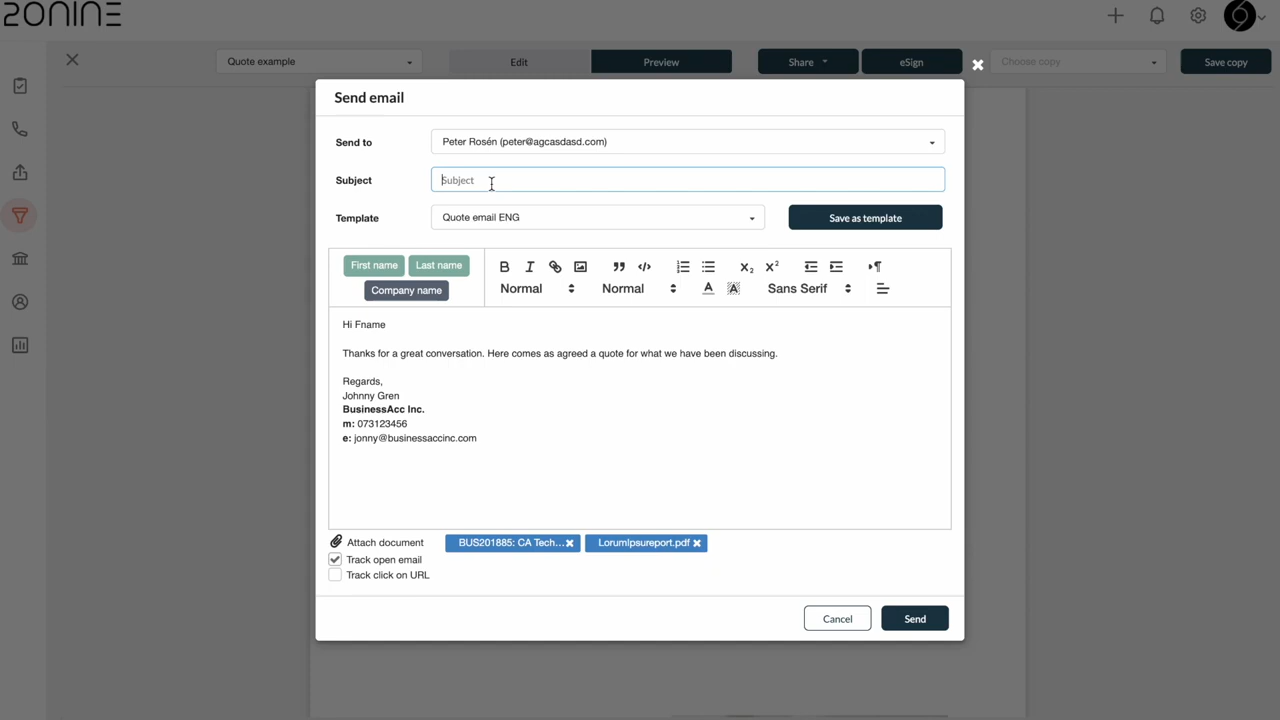 20NINE
Quote example
Edit
Preview
Share
eSign
Choose copy
Save copy
Send email
Send to
Peter Rosén (peter@agcasdasd.com)
Subject
Subject
Template
Quote email ENG
Save as template
First name
Last name
Company name
Normal
Normal
Sans Serif
Hi Fname
Thanks for a great conversation. Here comes as agreed a quote for what we have been discussing.
Regards,
Johnny Gren
BusinessAcc Inc.
m: 073123456
e: jonny@businessaccinc.com
Attach document
BUS201885: CA Tech...
LorumIpsureport.pdf
Track open email
Track click on URL
Cancel
Send